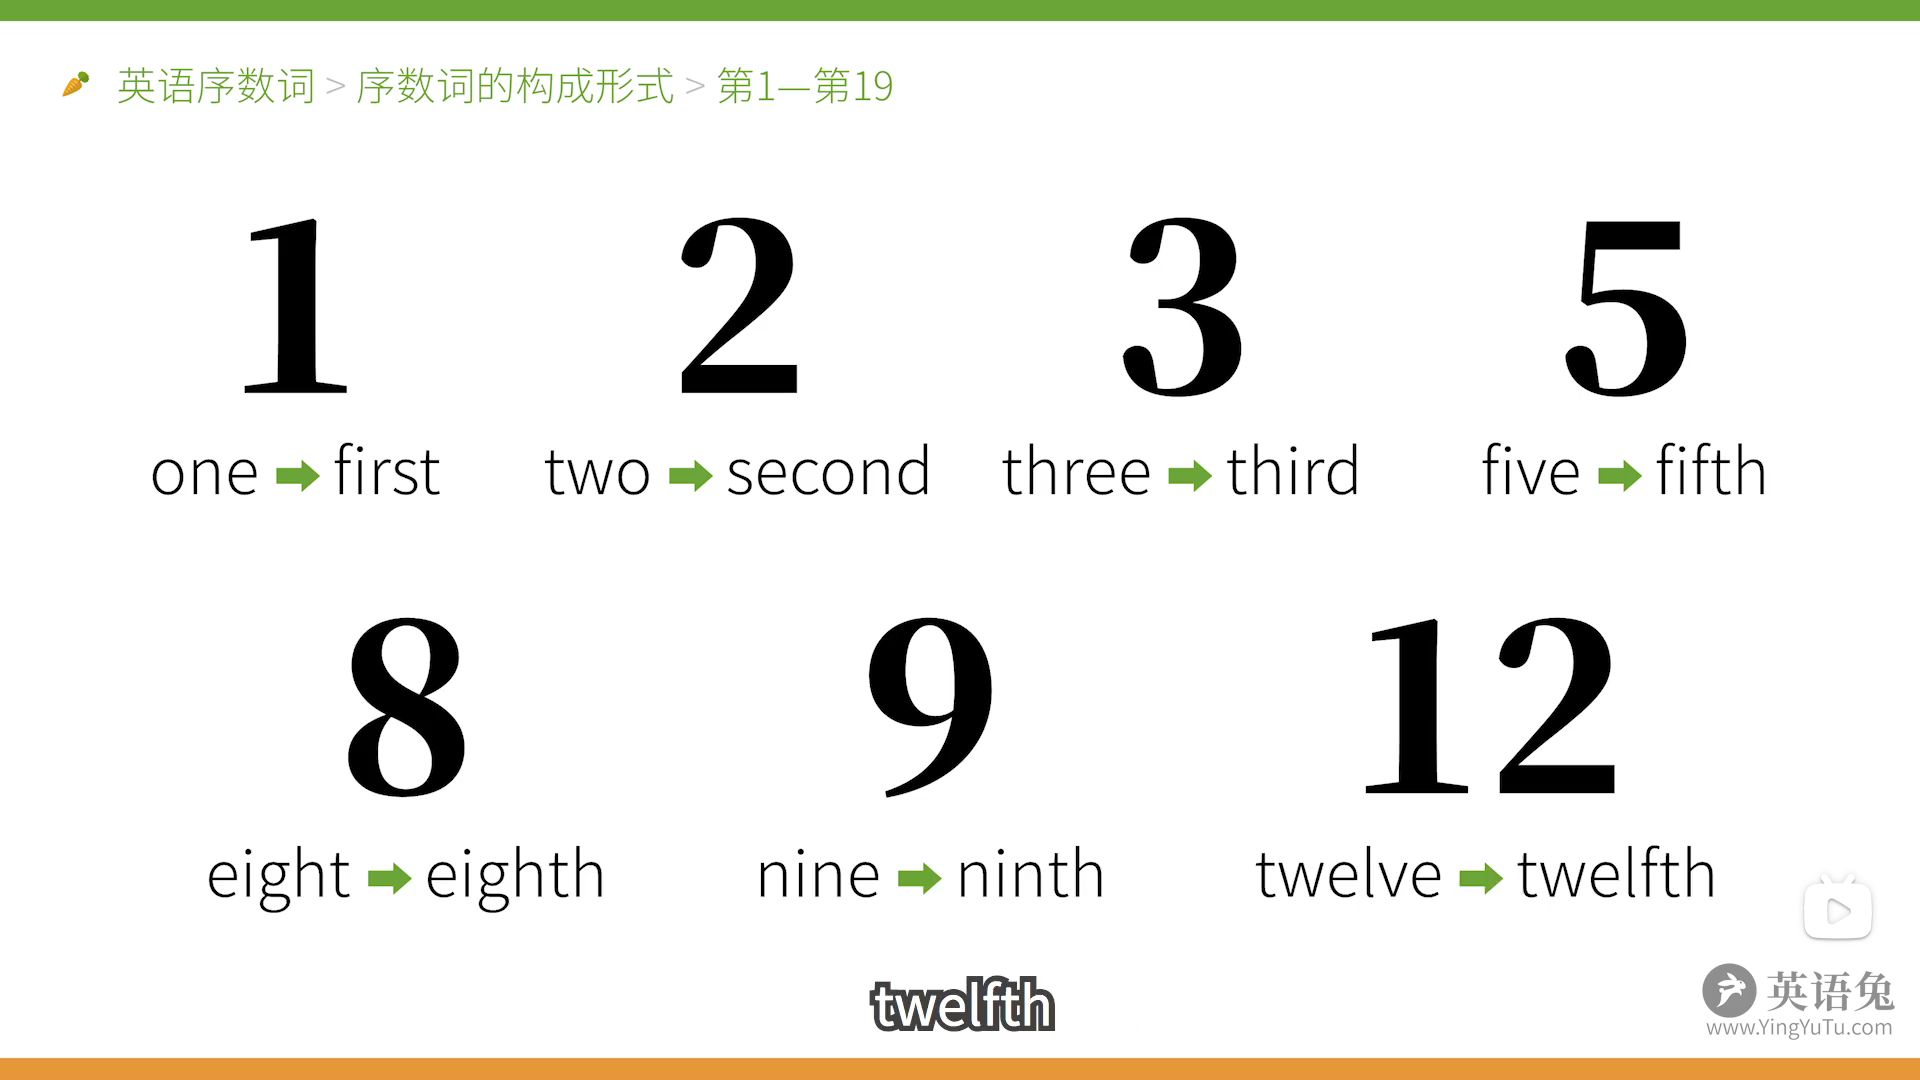 英语序数词 > 序数词的构成形式 > 第1—第19
1 2 3 5
one ➡ first two ➡ second three ➡ third five ➡ fifth
8 9 12
eight ➡ eighth nine ➡ ninth twelve ➡ twelfth
twelfth
英语兔
www.YingYuTu.com